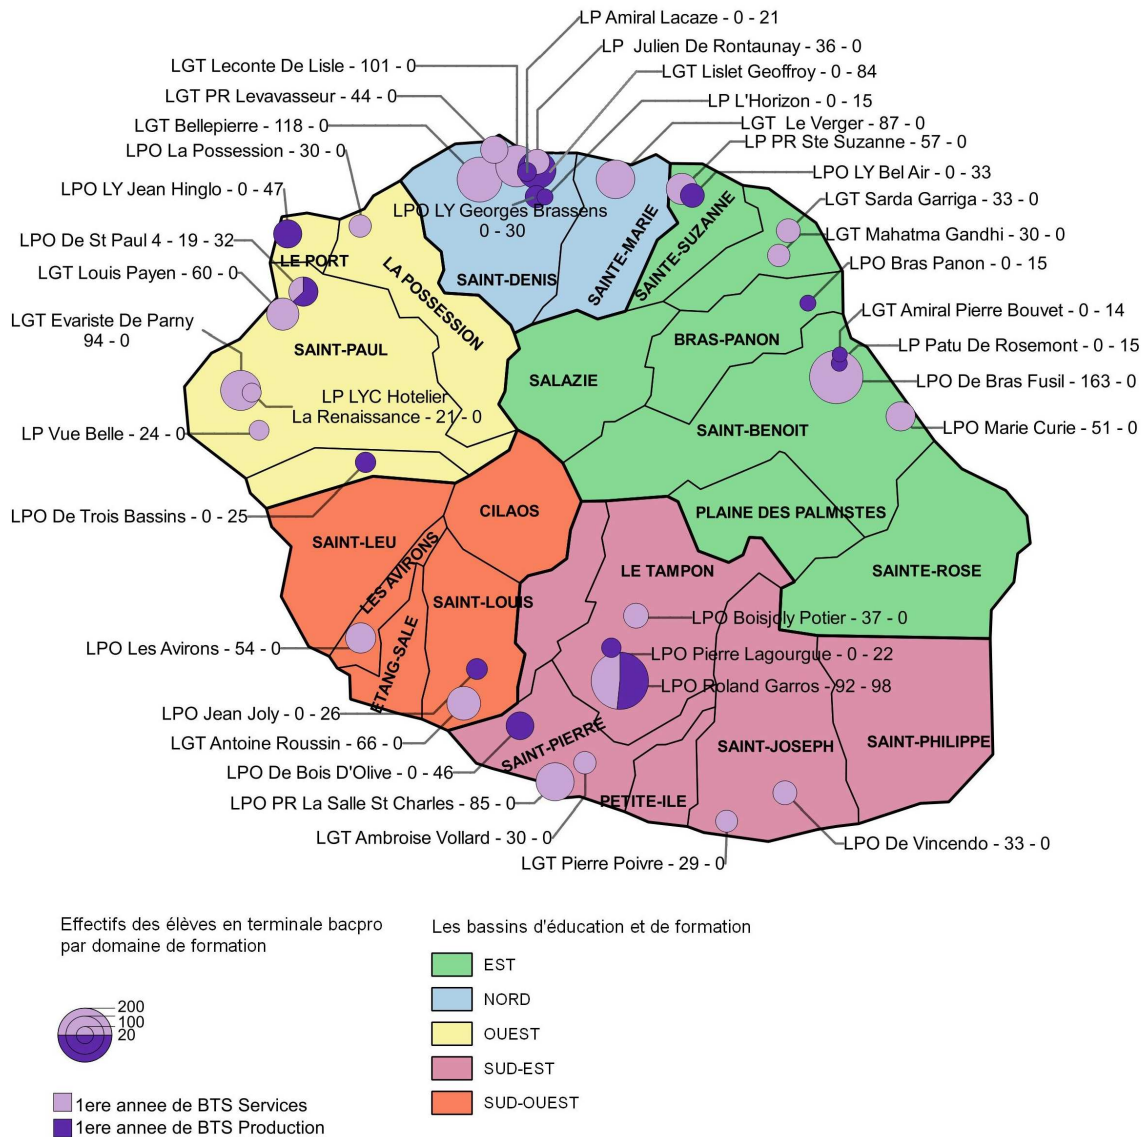 LP Amiral Lacaze - 0 - 21
LP Julien De Rontaunay - 36 - 0
LGT Leconte De Lisle - 101 - 0
LGT Lislet Geoffroy - 0 - 84
LGT PR Levavasseur - 44 - 0
LP L'Horizon - 0 - 15
LGT Bellepierre - 118 - 0
LGT Le Verger - 87 - 0
LPO La Possession - 30 - 0
LP PR Ste Suzanne - 57 - 0
LPO LY Bel Air - 0 - 33
LPO LY Jean Hinglo - 0 - 47
LGT Sarda Garriga - 33 - 0
LPO LY Georges Brassens
0 - 30
LPO De St Paul 4 - 19 - 32
LGT Mahatma Gandhi - 30 - 0
LE PORT
LA POSSESSION
SAINT-DENIS
SAINTE-MARIE
SAINTE-SUZANNE
LPO Bras Panon - 0 - 15
LGT Louis Payen - 60 - 0
LGT Amiral Pierre Bouvet - 0 - 14
LGT Evariste De Parny
94 - 0
BRAS-PANON
LP Patu De Rosemont - 0 - 15
SAINT-PAUL
SALAZIE
LPO De Bras Fusil - 163 - 0
LP LYC Hotelier
La Renaissance - 21 - 0
LPO Marie Curie - 51 - 0
LP Vue Belle - 24 - 0
SAINT-BENOIT
LPO De Trois Bassins - 0 - 25
CILAOS
PLAINE DES PALMISTES
SAINT-LEU
LES AVIRONS
LE TAMPON
SAINTE-ROSE
SAINT-LOUIS
LPO Boisjoly Potier - 37 - 0
LPO Les Avirons - 54 - 0
ETANG-SALE
LPO Pierre Lagourgue - 0 - 22
LPO Roland Garros - 92 - 98
LPO Jean Joly - 0 - 26
LGT Antoine Roussin - 66 - 0
SAINT-PIERRE
SAINT-JOSEPH
SAINT-PHILIPPE
LPO De Bois D'Olive - 0 - 46
LPO PR La Salle St Charles - 85 - 0
PETITE-ILE
LGT Ambroise Vollard - 30 - 0
LPO De Vincendo - 33 - 0
LGT Pierre Poivre - 29 - 0
Effectifs des élèves en terminale bacpro
par domaine de formation
200
100
20
1ere annee de BTS Services
1ere annee de BTS Production
Les bassins d'éducation et de formation
EST
NORD
OUEST
SUD-EST
SUD-OUEST